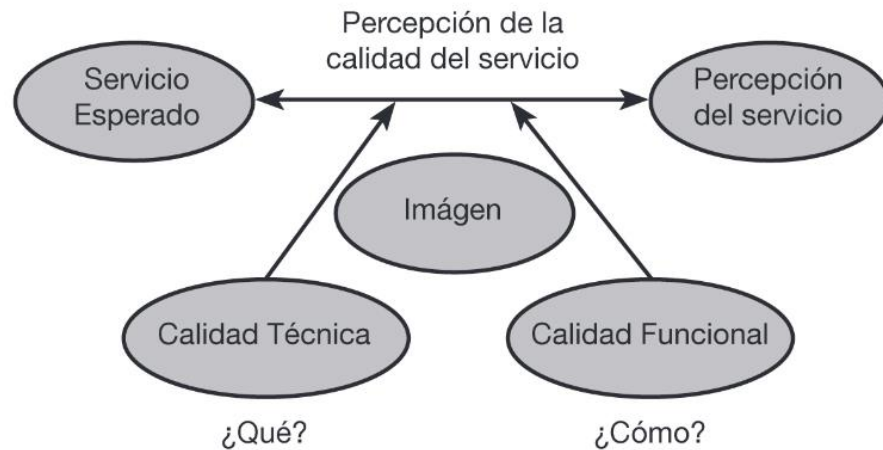 Percepción de la
calidad del servicio
Servicio
Esperado
Percepción
del servicio
Imágen
Calidad Técnica
Calidad Funcional
¿Qué?
¿Cómo?